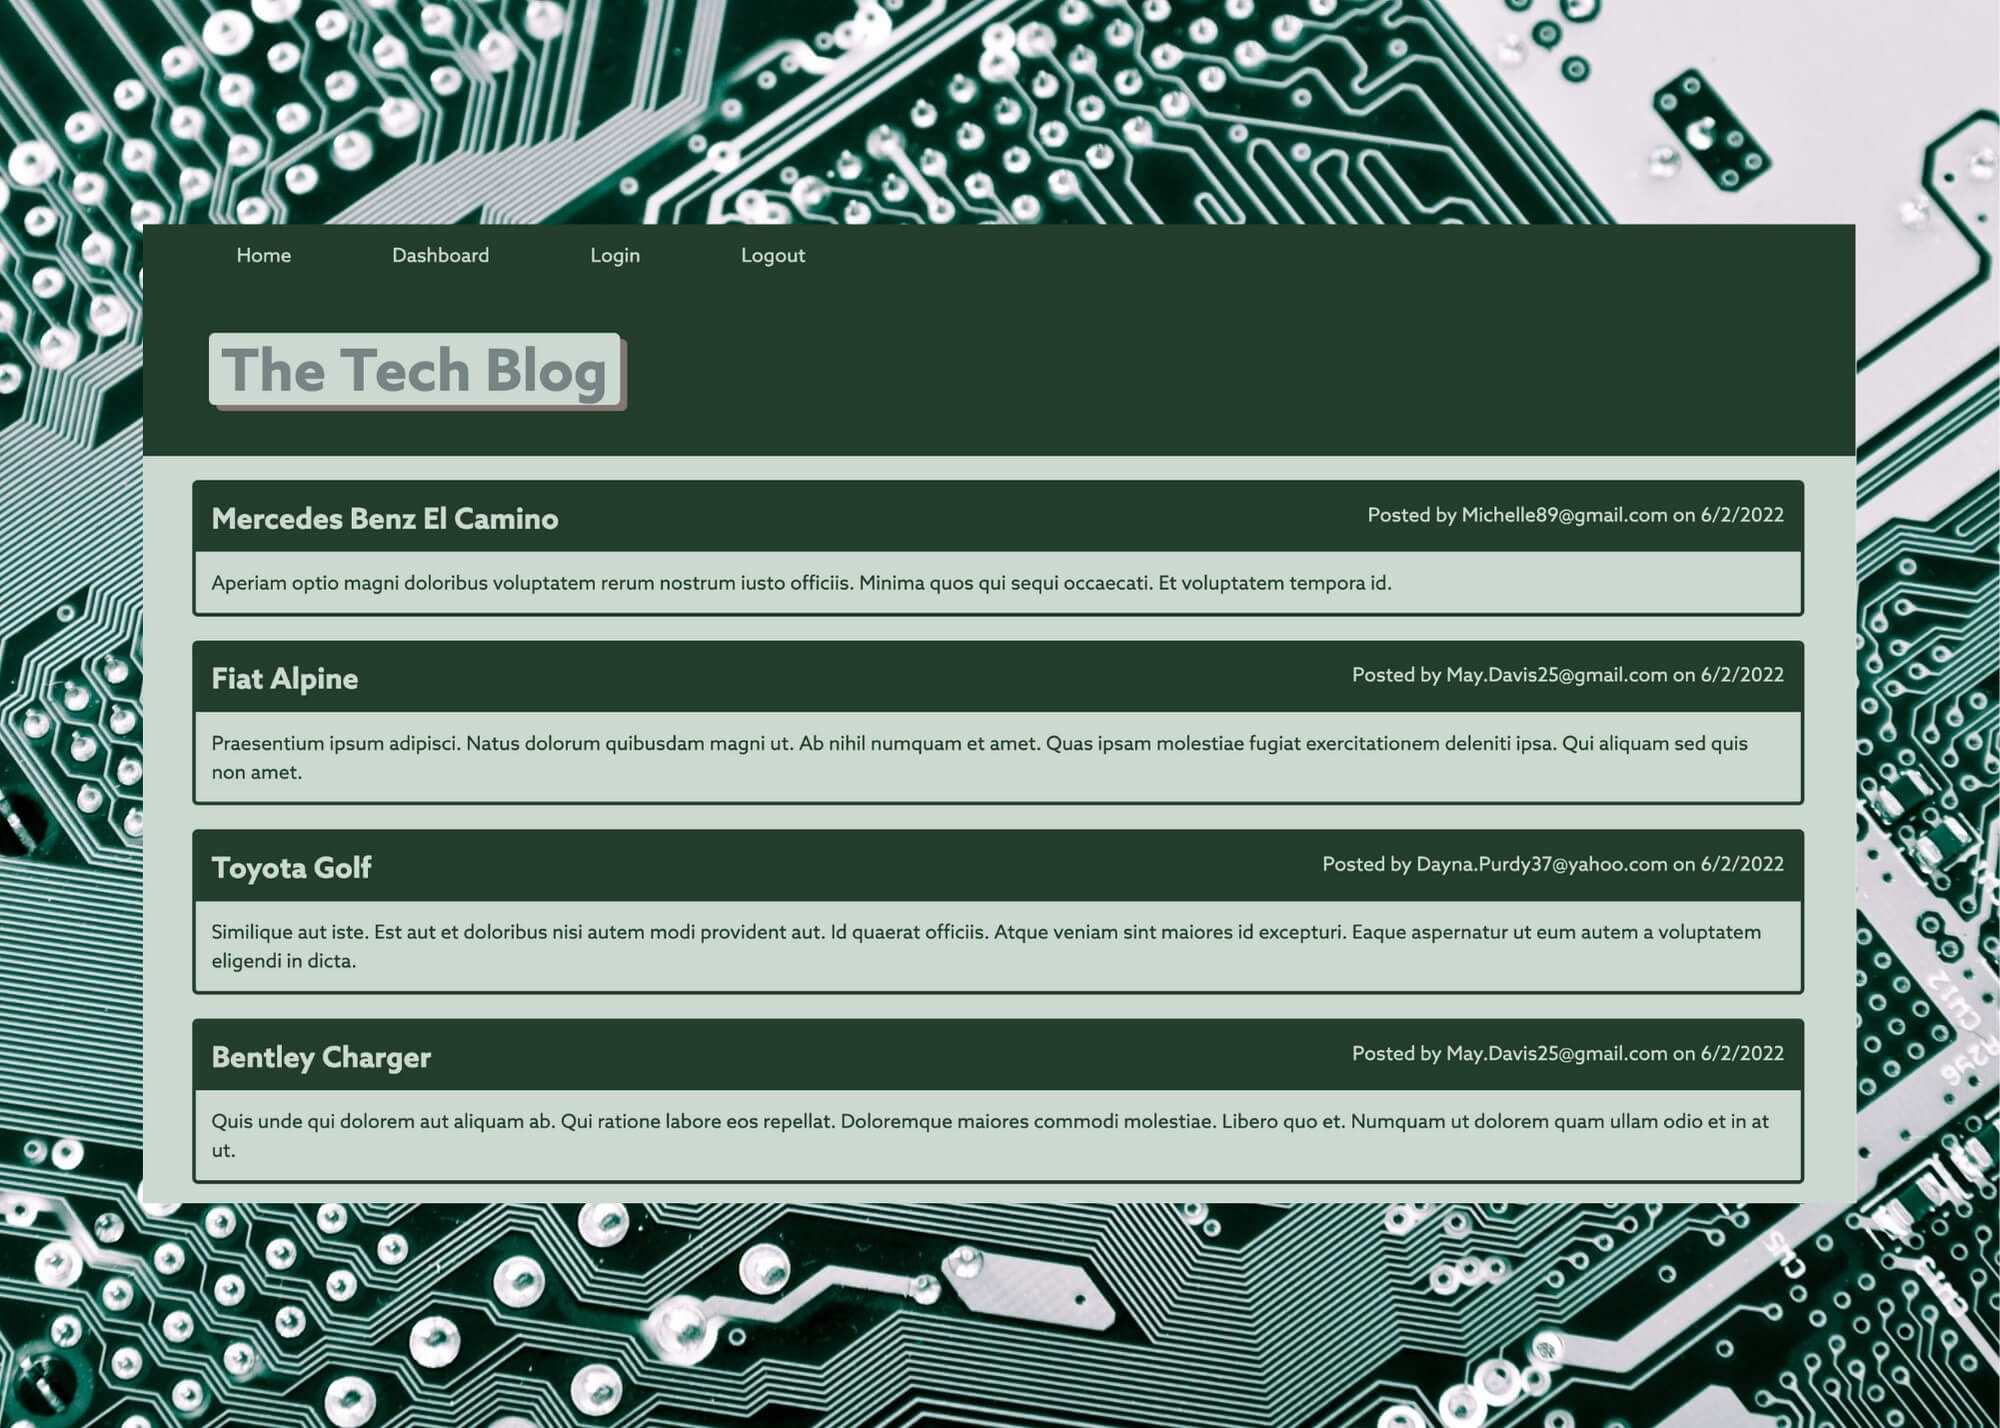 Home Dashboard Login Logout
The Tech Blog
Mercedes Benz El Camino
Posted by Michelle89@gmail.com on 6/2/2022
Aperiam optio magni doloribus voluptatem rerum nostrum iusto officiis. Minima quos qui sequi occaecati. Et voluptatem tempora id.
Fiat Alpine
Posted by May.Davis25@gmail.com on 6/2/2022
Praesentium ipsum adipisci. Natus dolorum quibusdam magni ut. Ab nihil numquam et amet. Quas ipsam molestiae fugiat exercitationem deleniti ipsa. Qui aliquam sed quis
non amet.
Toyota Golf
Posted by Dayna.Purdy37@yahoo.com on 6/2/2022
Similique aut iste. Est aut et doloribus nisi autem modi provident aut. Id quaerat officiis. Atque veniam sint maiores id excepturi. Eaque aspernatur ut eum autem a voluptatem
eligendi in dicta.
Bentley Charger
Posted by May.Davis25@gmail.com on 6/2/2022
Quis unde qui dolorem aut aliquam ab. Qui ratione labore eos repellat. Doloremque maiores commodi molestiae. Libero quo et. Numquam ut dolorem quam ullam odio et in at
ut.